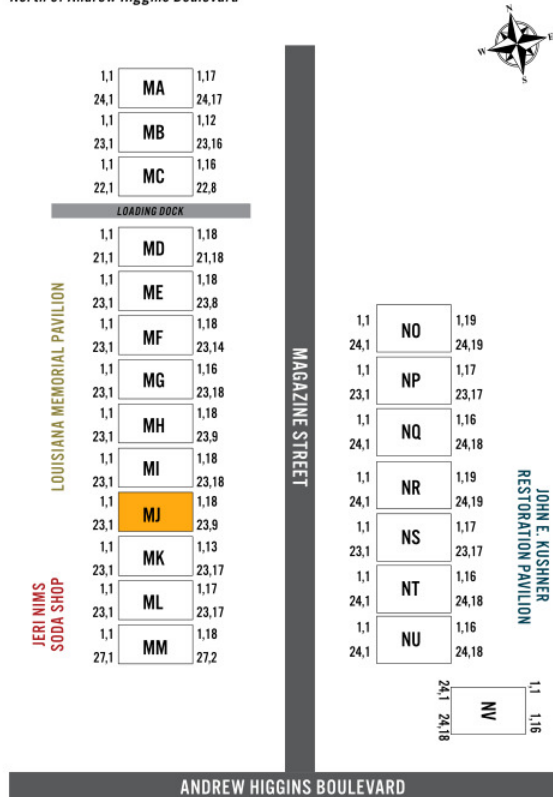 North of Andrew Higgins Boulevard
N
W E
S
1,1 MA 1,17
24,1 24,17
1,1 MB 1,12
23,1 23,16
1,1 MC 1,16
22,1 22,8
LOADING DOCK
1,1 MD 1,18
21,1 21,18
1,1 ME 1,18
23,1 23,8
1,1 MF 1,18
23,1 23,14
1,1 MG 1,16
23,1 23,18
1,1 MH 1,18
23,1 23,9
1,1 MI 1,18
23,1 23,18
1,1 MJ 1,18
23,1 23,9
1,1 MK 1,13
23,1 23,17
1,1 ML 1,17
23,1 23,17
1,1 MM 1,18
27,1 27,2
LOUISIANA MEMORIAL PAVILION
JERI NIMS
SODA SHOP
MAGAZINE STREET
1,1 NO 1,19
24,1 24,19
1,1 NP 1,17
23,1 23,17
1,1 NQ 1,16
24,1 24,18
1,1 NR 1,19
24,1 24,19
1,1 NS 1,17
23,1 23,17
1,1 NT 1,16
24,1 24,18
1,1 NU 1,16
24,1 24,18
1,1 NV 1,16
24,1 24,18
JOHN E. KUSHNER
RESTORATION PAVILION
ANDREW HIGGINS BOULEVARD